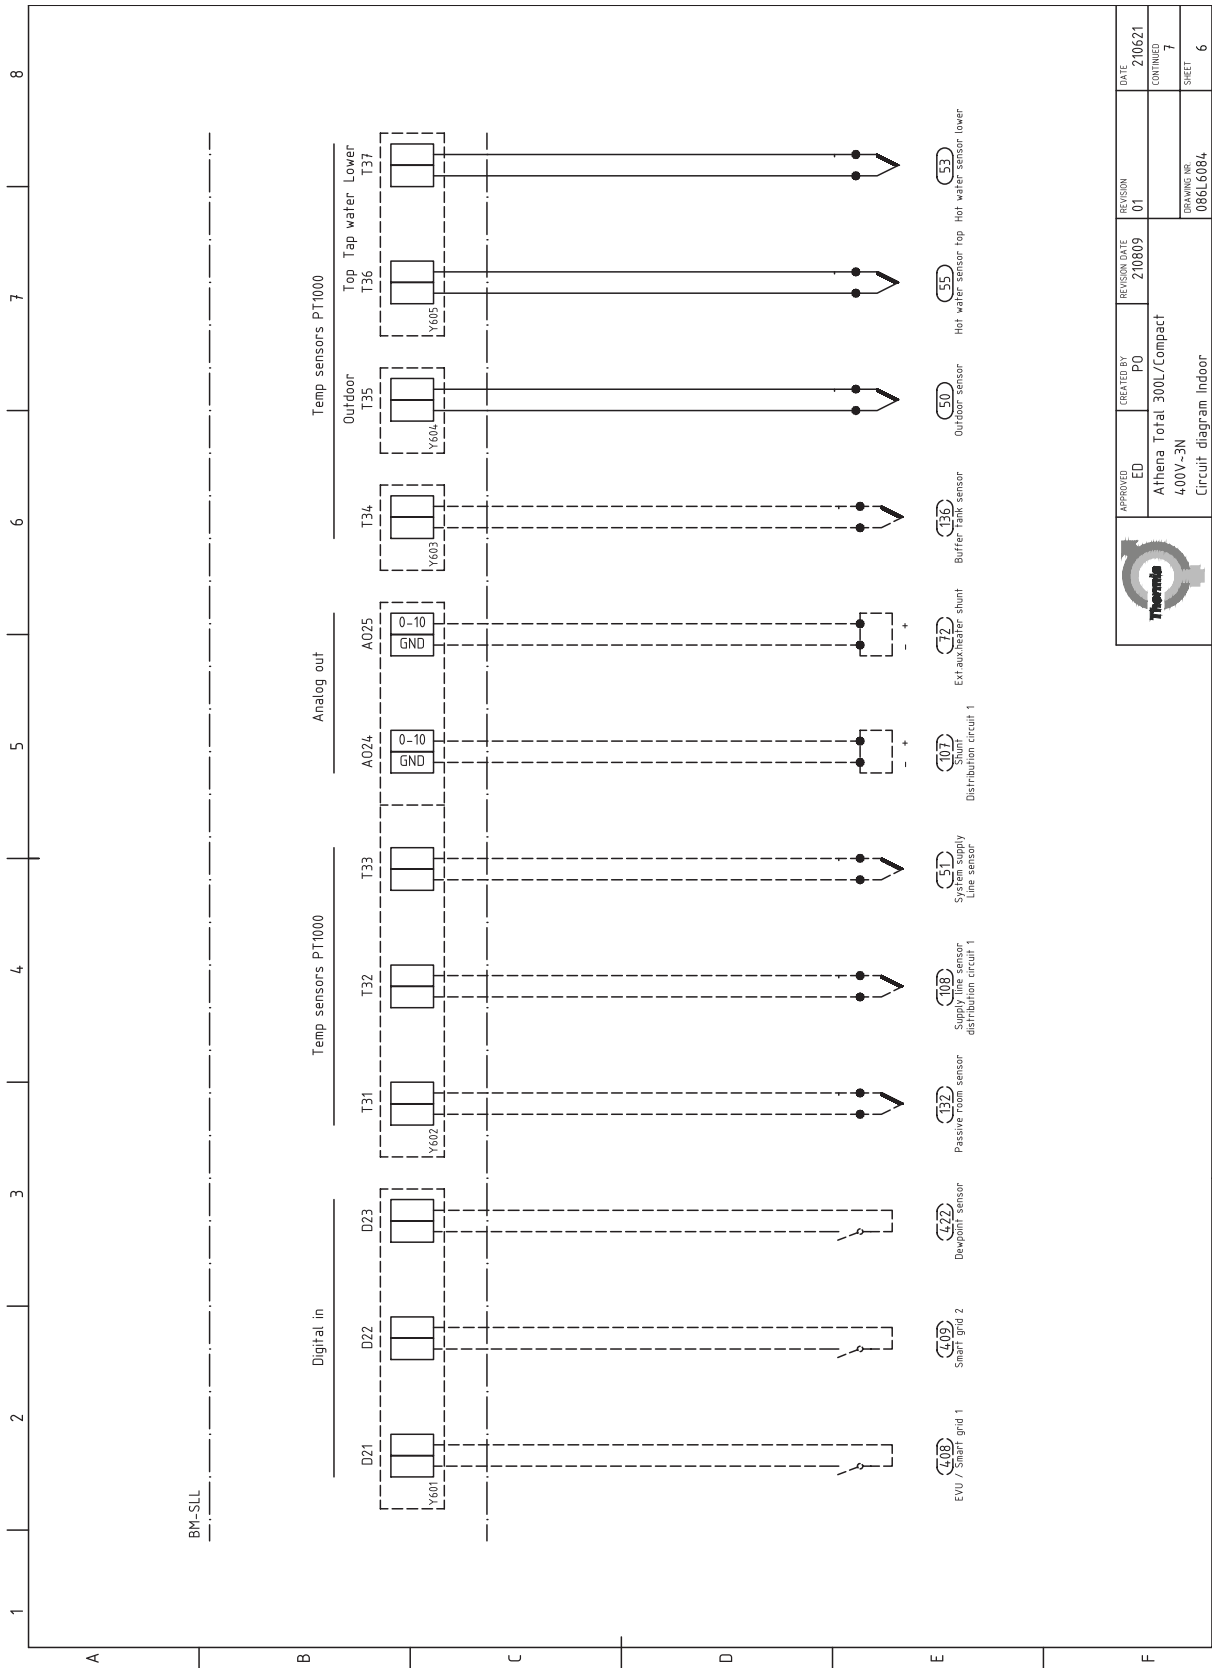 1 2 3 4 5 6 7 8
A
B
C
D
E
F
BM-SLL
Digital in
Temp sensors PT1000
Analog out
Temp sensors PT1000
Outdoor
Top Tap water Lower
D21
D22
D23
T31
T32
T33
AO24
AO25
T34
T35
T36
T37
0-10
GND
0-10
GND
Y601
Y602
Y603
Y604
Y605
- +
- +
408
EVU / Smart grid 1
409
Smart grid 2
422
Dewpoint sensor
132
Passive room sensor
108
Supply line sensor
distribution circuit 1
51
System supply
Line sensor
107
Shunt
Distribution circuit 1
72
Ext.aux.heater shunt
136
Buffer tank sensor
50
Outdoor sensor
55
Hot water sensor top
53
Hot water sensor lower
Thermia
APPROVED
ED
CREATED BY
PO
REVISION DATE
210809
REVISION
01
DATE
210621
Athena Total 300L/Compact
400V~3N
Circuit diagram Indoor
CONTINUED
7
DRAWING NR.
086L6084
SHEET
6